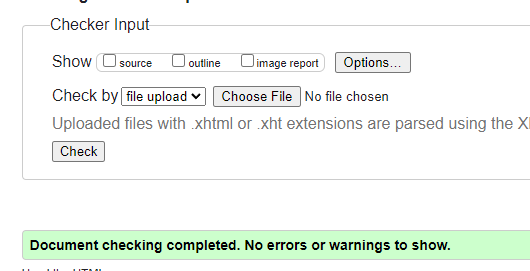 Checker Input
Show source outline image report Options...
Check by file upload Choose File No file chosen
Uploaded files with .xhtml or .xht extensions are parsed using the
Check
Document checking completed. No errors or warnings to show.